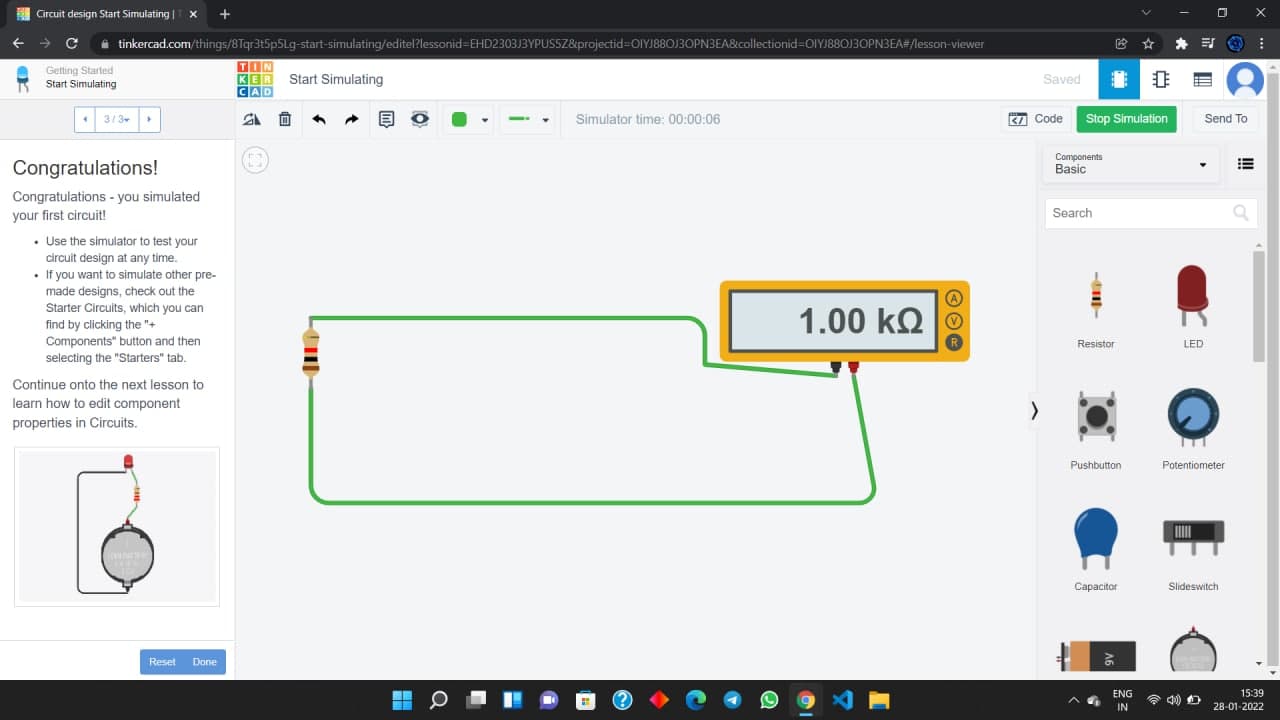 Circuit design Start Simulating | T
tinkercad.com/things/8Tqr3t5p5Lg-start-simulating/editel?lessonid=EHD2303J3YPUS5Z&projectid=OIYJ88OJ3OPN3EA&collectionid=OIYJ88OJ3OPN3EA#/lesson-viewer
Getting Started
Start Simulating
TIN
KER
CAD
Start Simulating
Saved
3 / 3
Simulator time: 00:00:06
Code
Stop Simulation
Send To
Congratulations!
Congratulations - you simulated
your first circuit!
• Use the simulator to test your
circuit design at any time.
• If you want to simulate other pre-
made designs, check out the
Starter Circuits, which you can
find by clicking the "+
Components" button and then
selecting the "Starters" tab.
Continue onto the next lesson to
learn how to edit component
properties in Circuits.
Reset
Done
1.00 kΩ
A
V
R
Components
Basic
Search
Resistor
LED
Pushbutton
Potentiometer
Capacitor
Slideswitch
9V
ENG
IN
15:39
28-01-2022